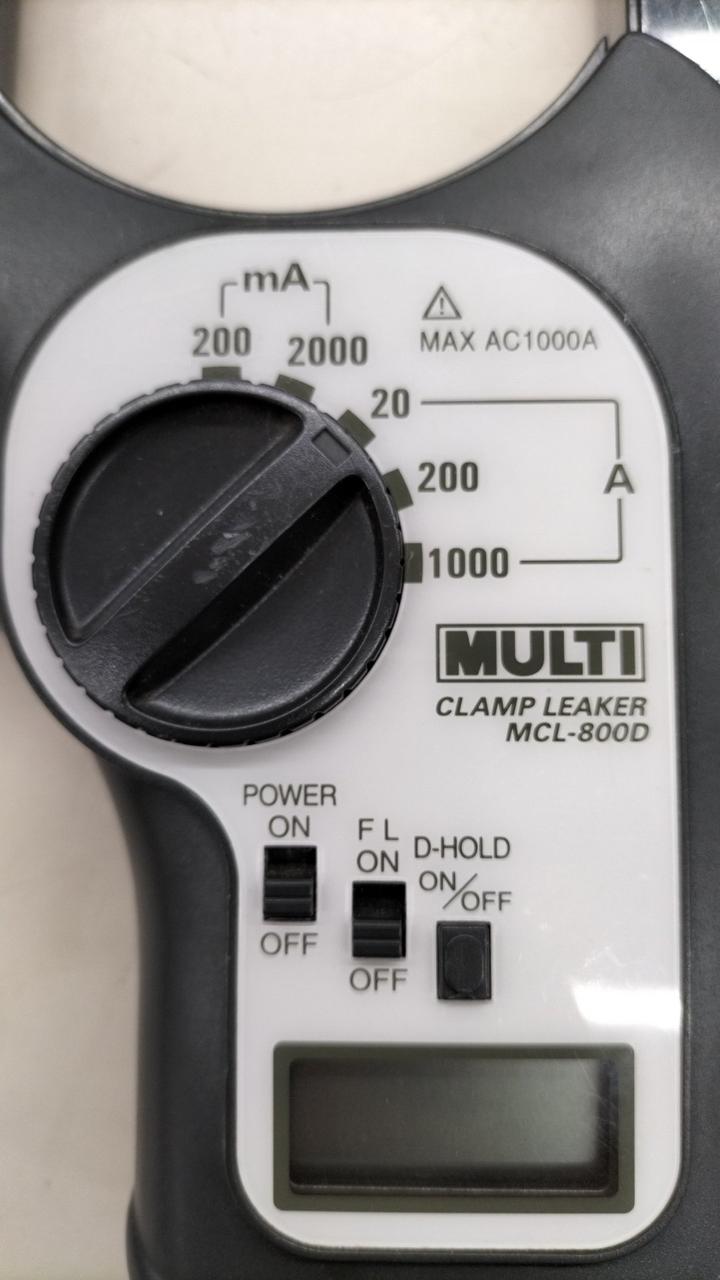 mA
200 2000
MAX AC1000A
20
200
A
1000
MULTI
CLAMP LEAKER
MCL-800D
POWER
ON
OFF
F L
ON
OFF
D-HOLD
ON/OFF